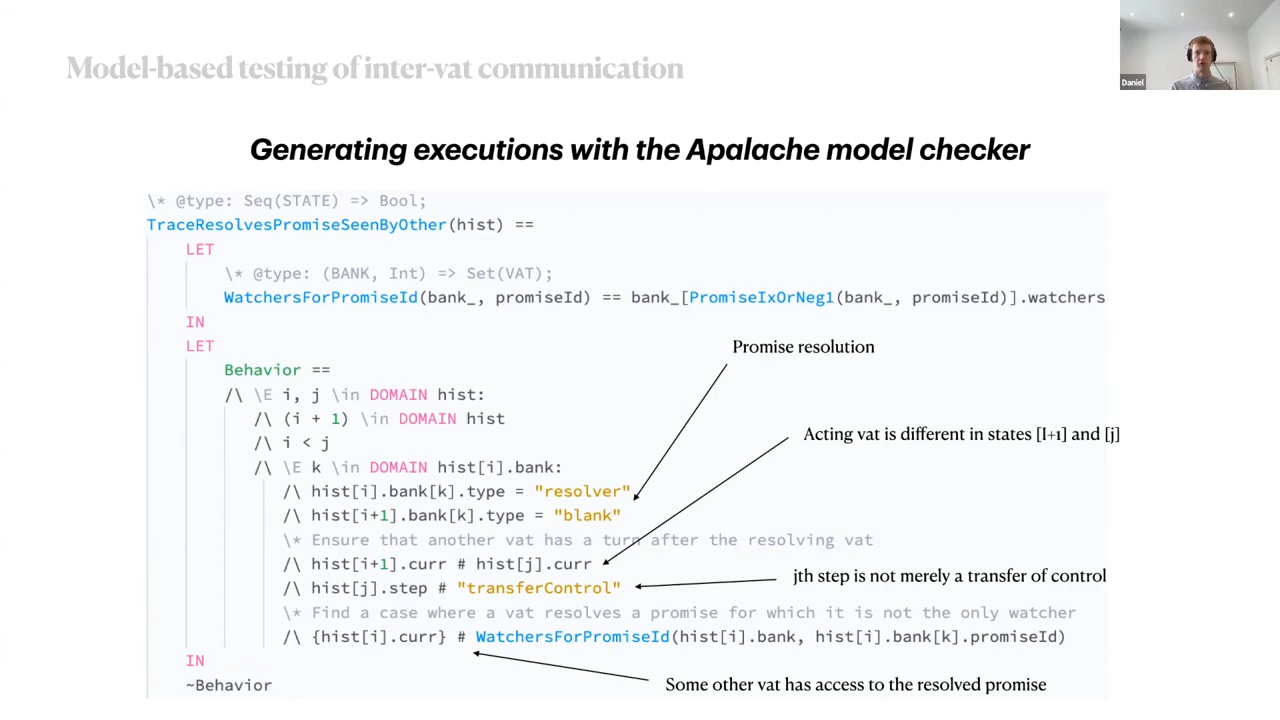 Model-based testing of inter-vat communication
Daniel
Generating executions with the Apalache model checker
\* @type: Seq(STATE) => Bool;
TraceResolvesPromiseSeenByOther(hist) ==
LET
\* @type: (BANK, Int) => Set(VAT);
WatchersForPromiseId(bank_, promiseId) == bank_[PromiseIxOrNeg1(bank_, promiseId)].watchers
IN
LET
Promise resolution
Behavior ==
/\ \E i, j \in DOMAIN hist:
/\ (i + 1) \in DOMAIN hist
Acting vat is different in states [I+1] and [j]
/\ i < j
/\ \E k \in DOMAIN hist[i].bank:
/\ hist[i].bank[k].type = "resolver"
/\ hist[i+1].bank[k].type = "blank"
\* Ensure that another vat has a turn after the resolving vat
/\ hist[i+1].curr # hist[j].curr
jth step is not merely a transfer of control
/\ hist[j].step # "transferControl"
\* Find a case where a vat resolves a promise for which it is not the only watcher
/\ {hist[i].curr} # WatchersForPromiseId(hist[i].bank, hist[i].bank[k].promiseId)
IN
~Behavior
Some other vat has access to the resolved promise